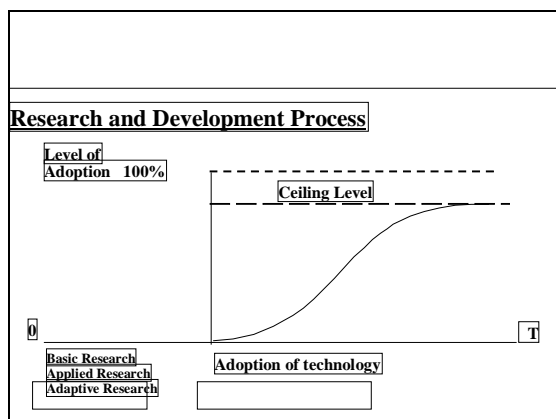 Research and Development Process
Level of
Adoption 100%
Ceiling Level
0
T
Basic Research
Applied Research
Adaptive Research
Adoption of technology